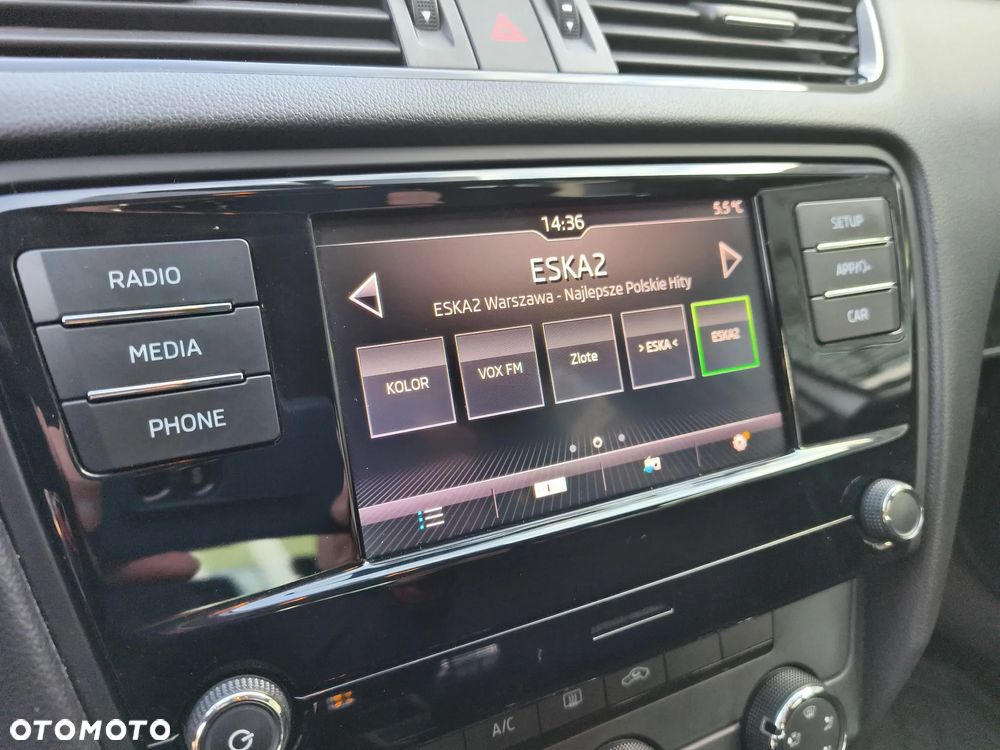 14:36
5.5°C
ESKA2
ESKA2 Warszawa - Najlepsze Polskie Hity
KOLOR
VOX FM
Zlote
>ESKA<
ESKA2
RADIO
MEDIA
PHONE
SETUP
APP/
CAR
A/C
OTOMOTO